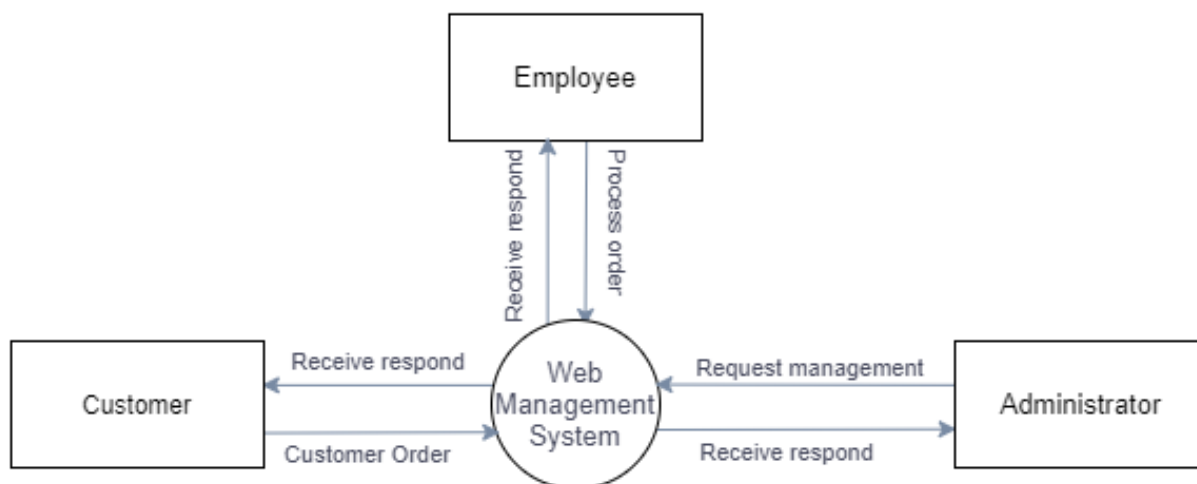 Employee
Receive respond
Process order
Receive respond
Web
Management
System
Request management
Customer
Administrator
Customer Order
Receive respond